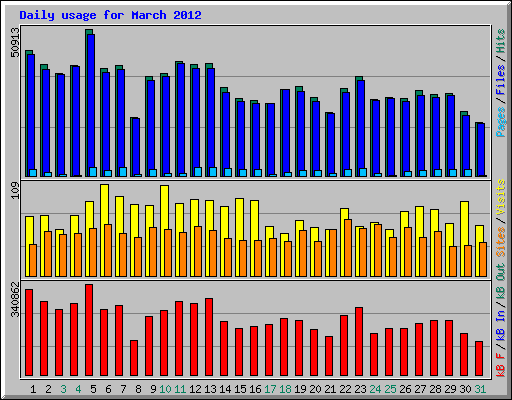 Daily usage for March 2012
50913
Pages / Files / Hits
109
Sites / Visits
340862
kB F / kB In / kB Out
1 2 3 4 5 6 7 8 9 10 11 12 13 14 15 16 17 18 19 20 21 22 23 24 25 26 27 28 29 30 31